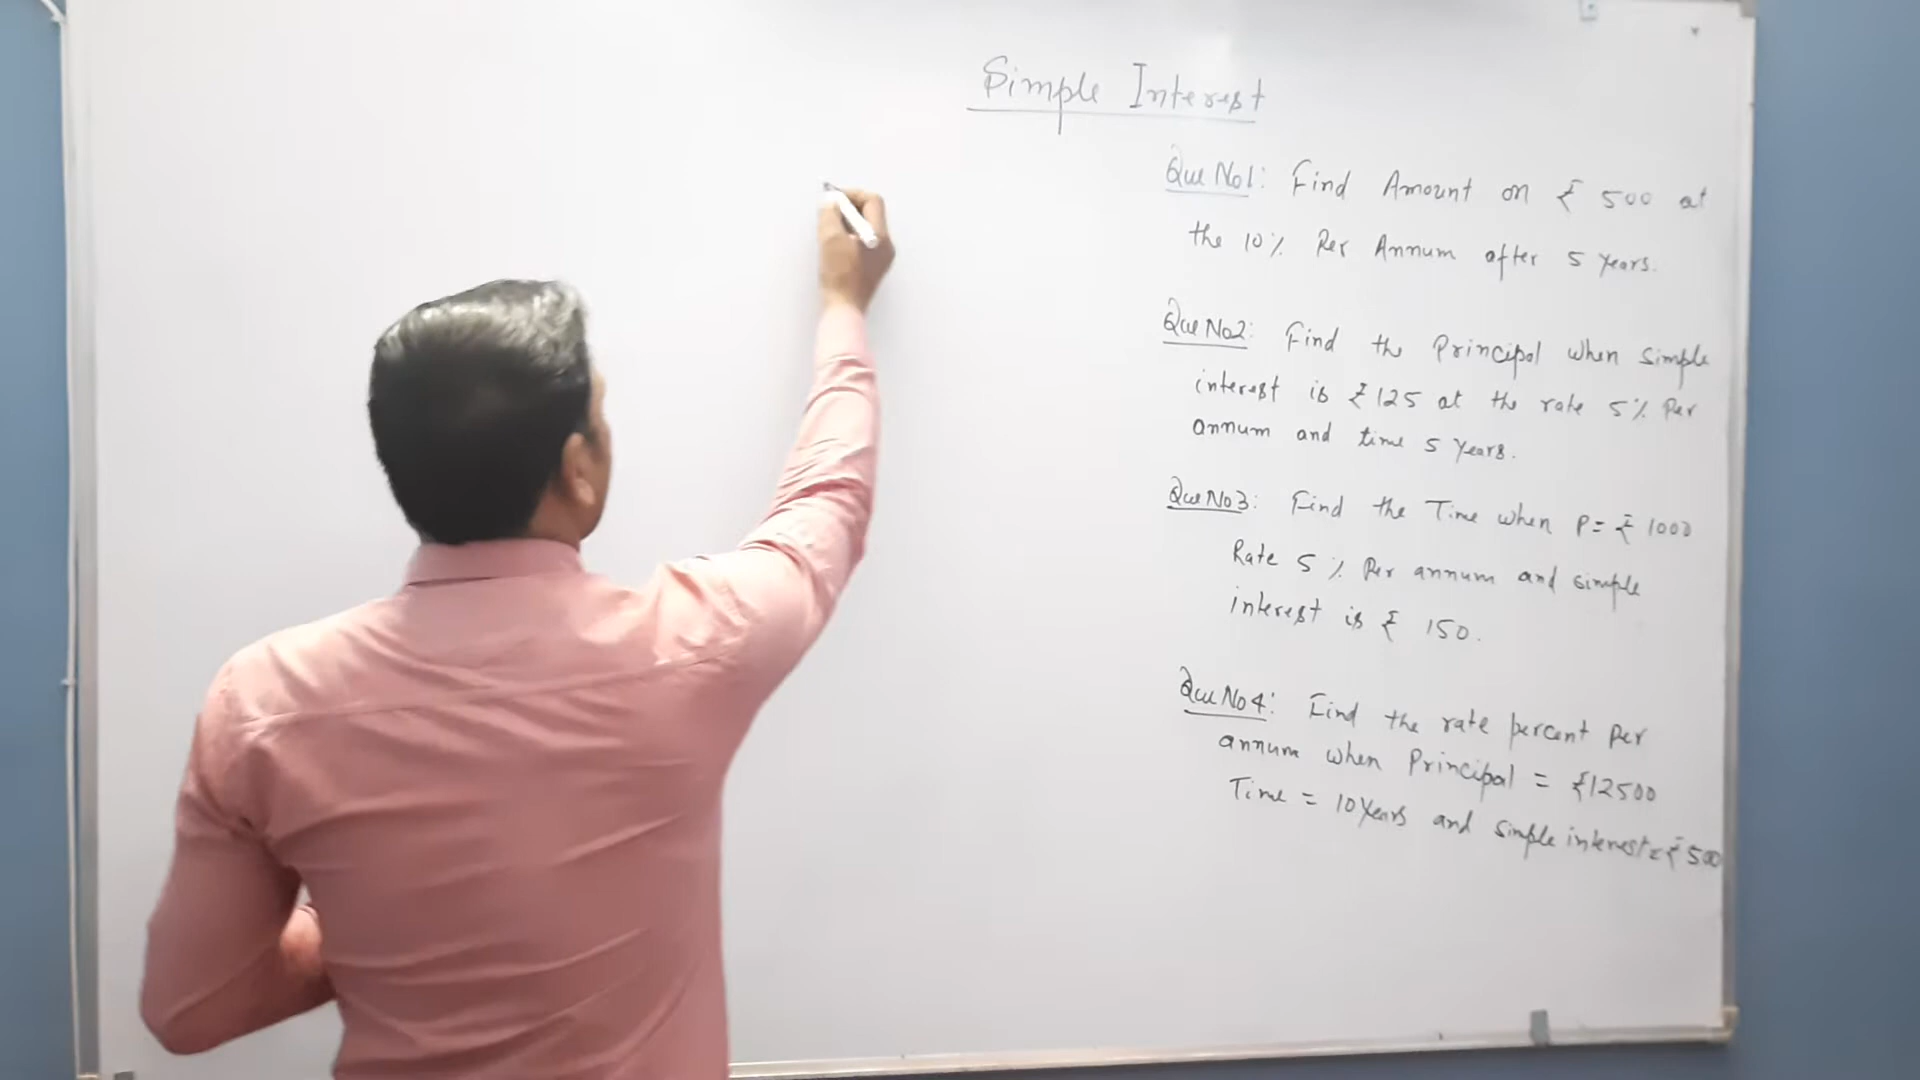 Simple Interest
Que No1: Find Amount on ₹ 500 at
the 10% Per Annum after 5 years.
Que No2: Find the Principal when simple
interest is ₹ 125 at the rate 5% Per
annum and time 5 years.
Que No3: Find the Time when P= ₹ 1000
Rate 5 % Per annum and simple
interest is ₹ 150.
Que No4: Find the rate percent per
annum when Principal = ₹12500
Time = 10 years and simple interest = ₹ 500